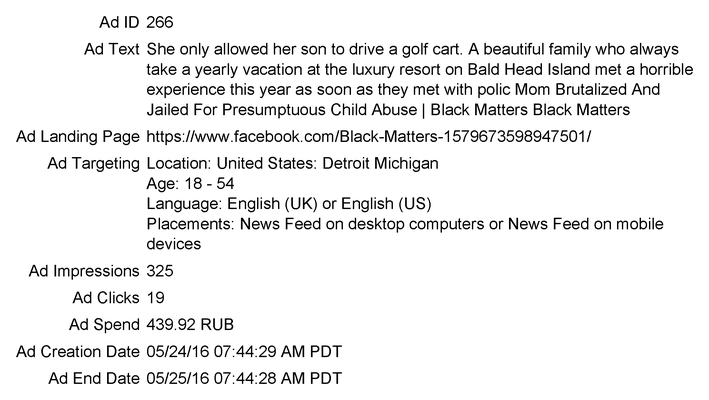 Ad ID 266
Ad Text She only allowed her son to drive a golf cart. A beautiful family who always
take a yearly vacation at the luxury resort on Bald Head Island met a horrible
experience this year as soon as they met with polic Mom Brutalized And
Jailed For Presumptuous Child Abuse | Black Matters Black Matters
Ad Landing Page https://www.facebook.com/Black-Matters-1579673598947501/
Ad Targeting Location: United States: Detroit Michigan
Age: 18 - 54
Language: English (UK) or English (US)
Placements: News Feed on desktop computers or News Feed on mobile
devices
Ad Impressions 325
Ad Clicks 19
Ad Spend 439.92 RUB
Ad Creation Date 05/24/16 07:44:29 AM PDT
Ad End Date 05/25/16 07:44:28 AM PDT